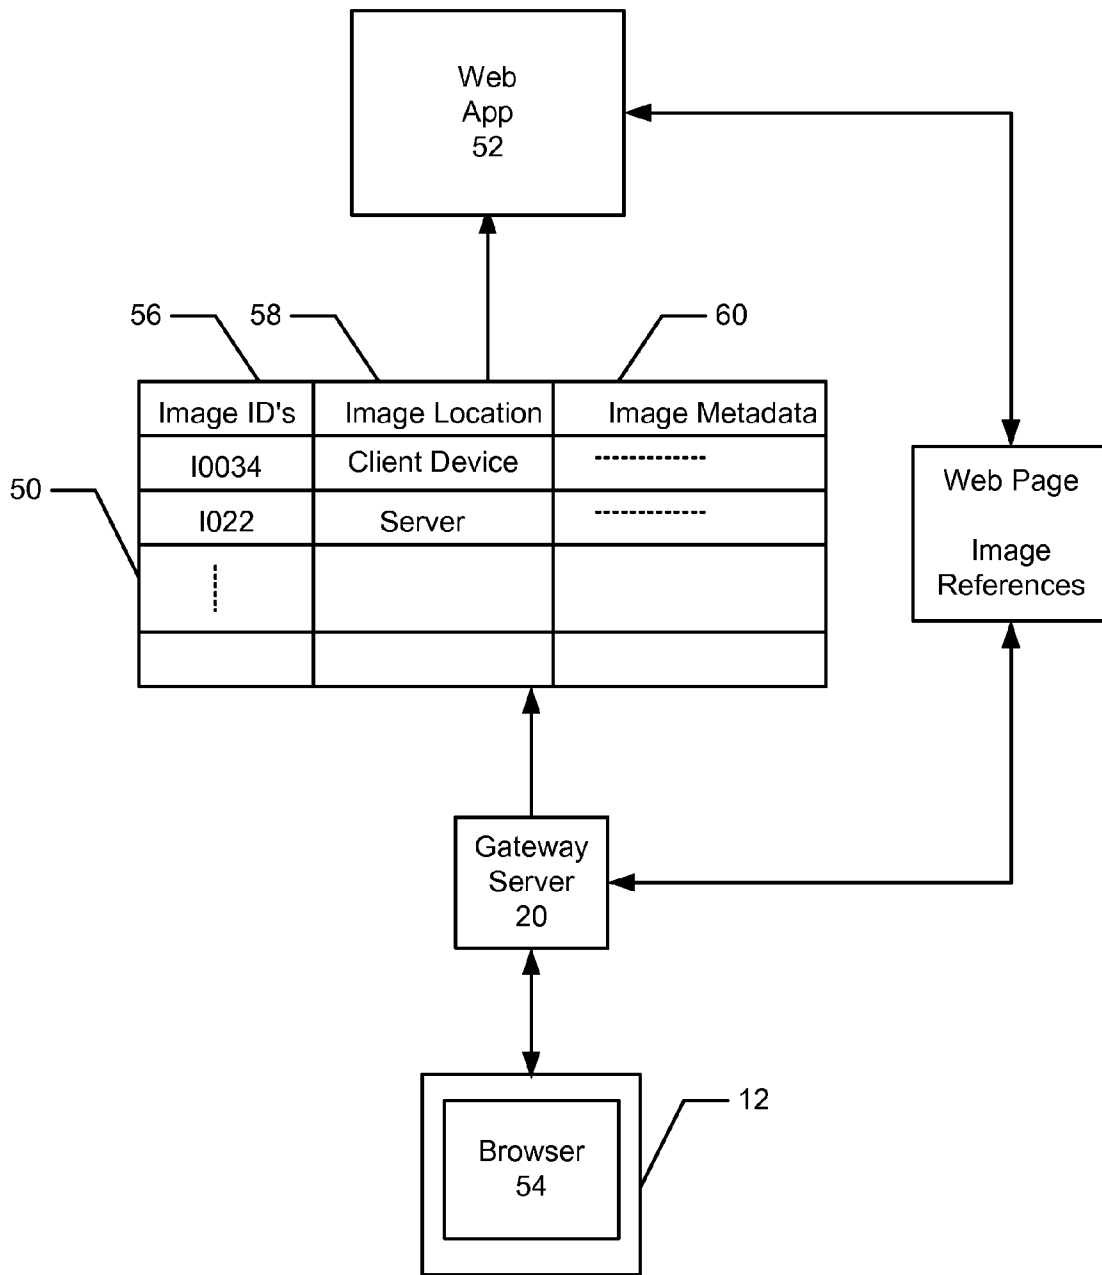 Web
App
52
56
58
60
Image ID's
Image Location
Image Metadata
I0034
Client Device
50
I022
Server
Web Page
Image
References
Gateway
Server
20
12
Browser
54